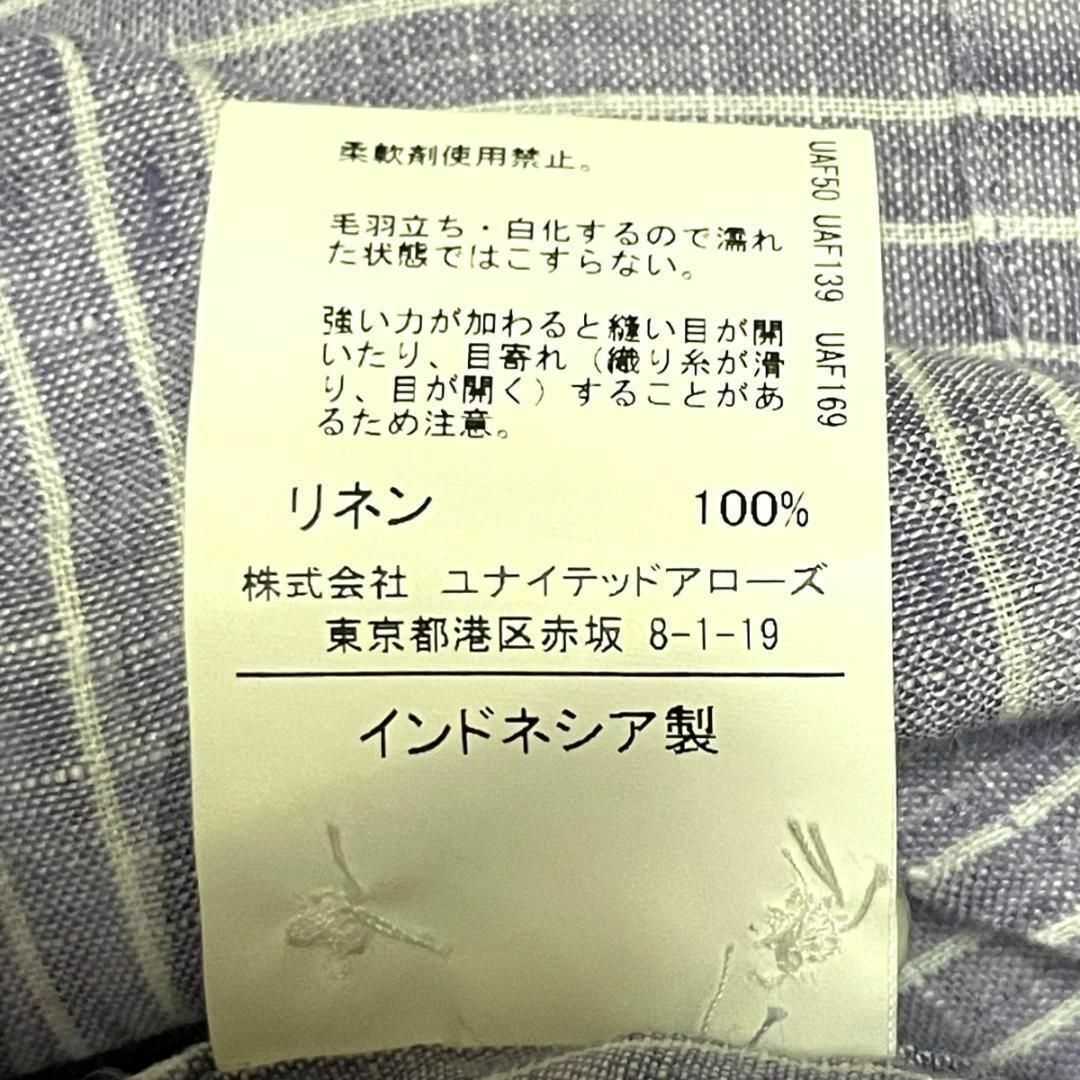 柔軟剤使用禁止。
毛羽立ち・白化するので濡れ
た状態ではこすらない。
強い力が加わると縫い目が開
いたり、目寄れ（織り糸が滑
り、目が開く）することがあ
るため注意。
リネン 100%
株式会社 ユナイテッドアローズ
東京都港区赤坂 8-1-19
インドネシア製
UAF50 UAF139 UAF169